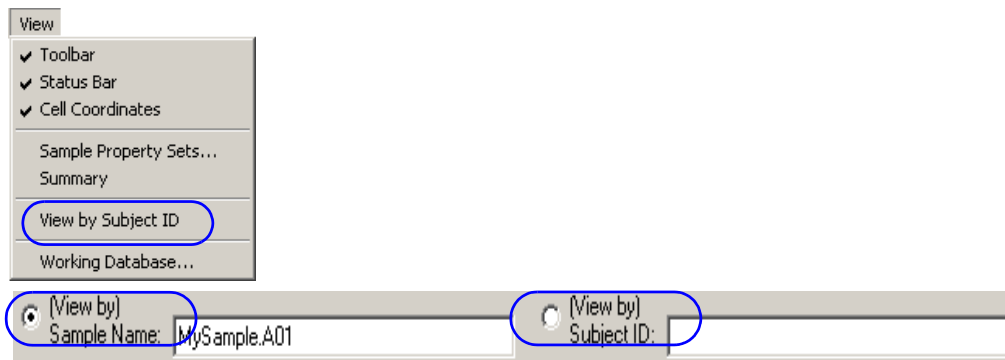 View
Toolbar
Status Bar
Cell Coordinates
Sample Property Sets...
Summary
View by Subject ID
Working Database...
(View by)
Sample Name: MySample.A01
(View by)
Subject ID: